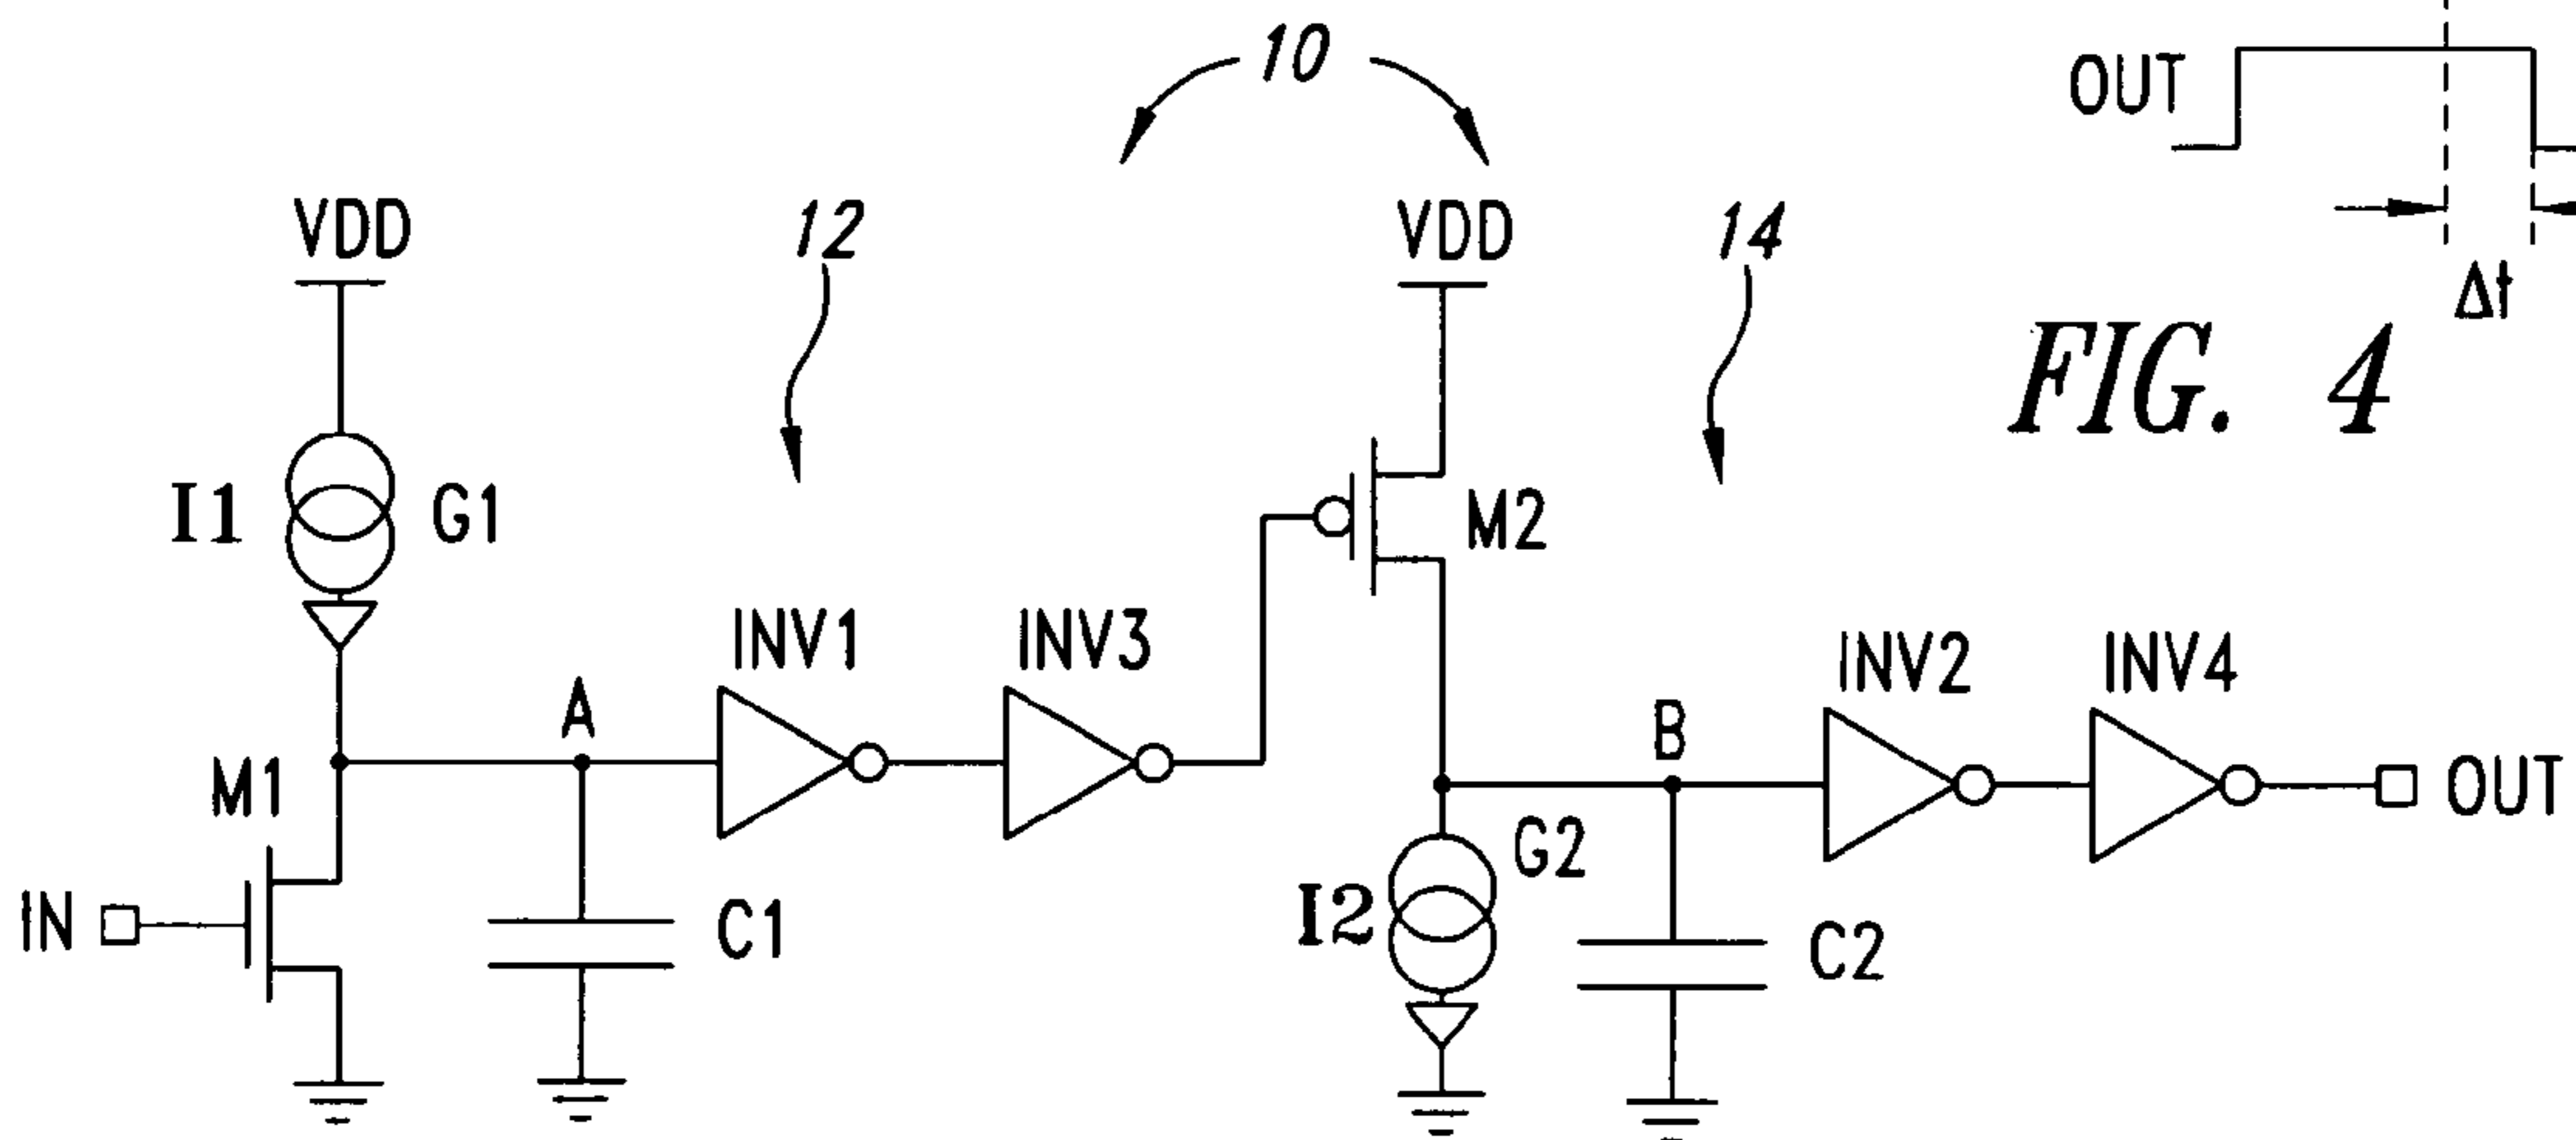 10
OUT
VDD
12
VDD
14
Δt
FIG. 4
I1
G1
M2
INV1
INV3
INV2
INV4
A
B
M1
OUT
G2
IN
C1
I2
C2